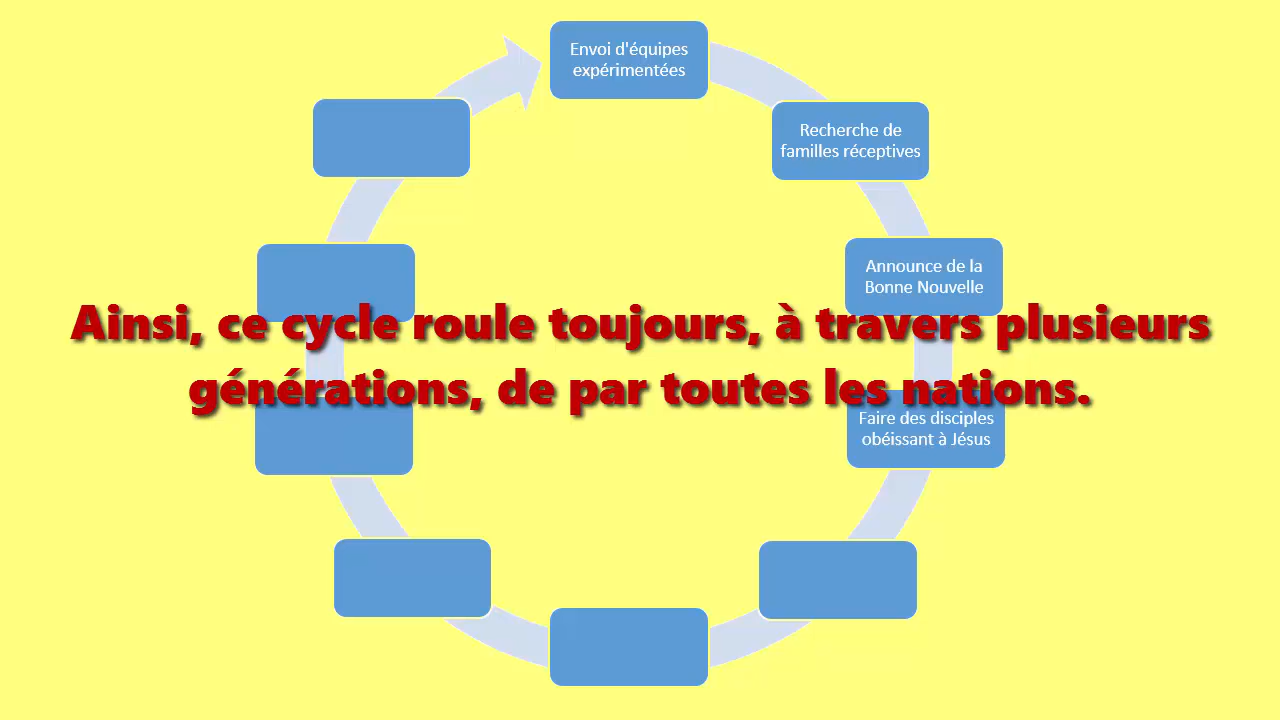 Envoi d'équipes
expérimentées
Recherche de
familles réceptives
Announce de la
Bonne Nouvelle
Ainsi, ce cycle roule toujours, à travers plusieurs
générations, de par toutes les nations.
Faire des disciples
obéissant à Jésus